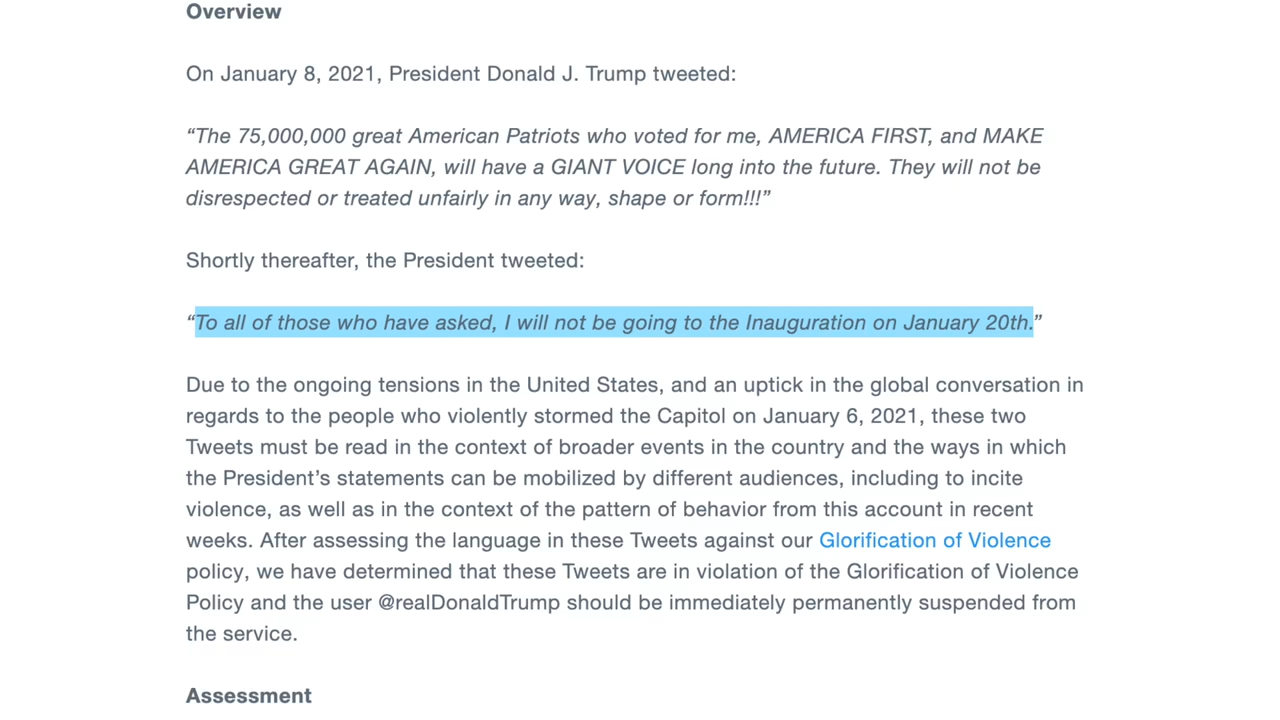 Overview
On January 8, 2021, President Donald J. Trump tweeted:
“The 75,000,000 great American Patriots who voted for me, AMERICA FIRST, and MAKE
AMERICA GREAT AGAIN, will have a GIANT VOICE long into the future. They will not be
disrespected or treated unfairly in any way, shape or form!!!”
Shortly thereafter, the President tweeted:
“To all of those who have asked, I will not be going to the Inauguration on January 20th.”
Due to the ongoing tensions in the United States, and an uptick in the global conversation in
regards to the people who violently stormed the Capitol on January 6, 2021, these two
Tweets must be read in the context of broader events in the country and the ways in which
the President’s statements can be mobilized by different audiences, including to incite
violence, as well as in the context of the pattern of behavior from this account in recent
weeks. After assessing the language in these Tweets against our Glorification of Violence
policy, we have determined that these Tweets are in violation of the Glorification of Violence
Policy and the user @realDonaldTrump should be immediately permanently suspended from
the service.
Assessment